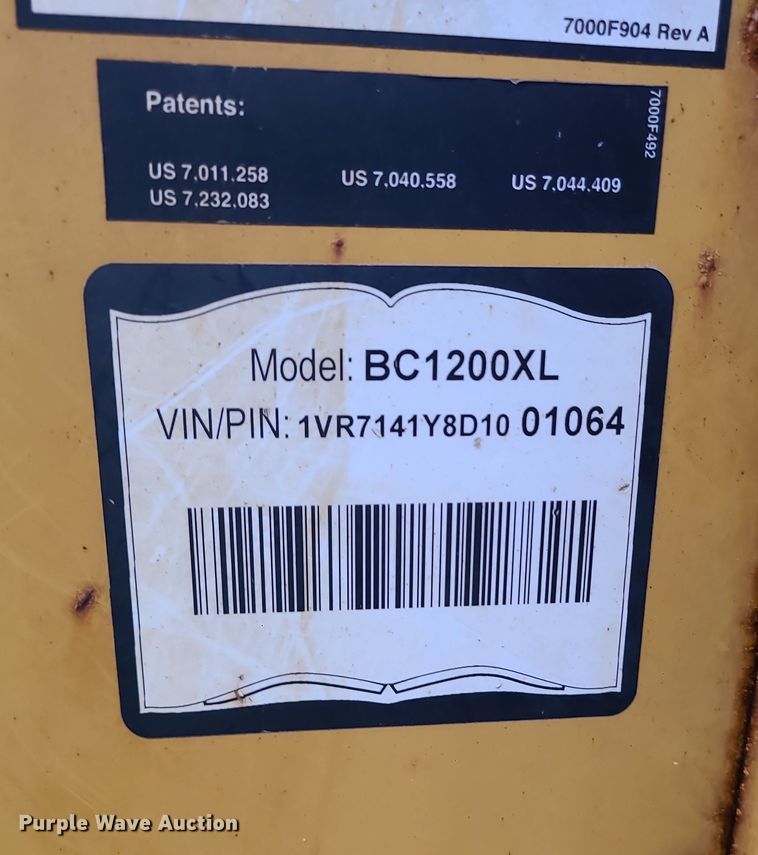 7000F904 Rev A
Patents:
7000F492
US 7,011,258 US 7,040,558 US 7,044,409
US 7,232,083
Model: BC1200XL
VIN/PIN: 1VR7141Y8D10 01064
Purple Wave Auction